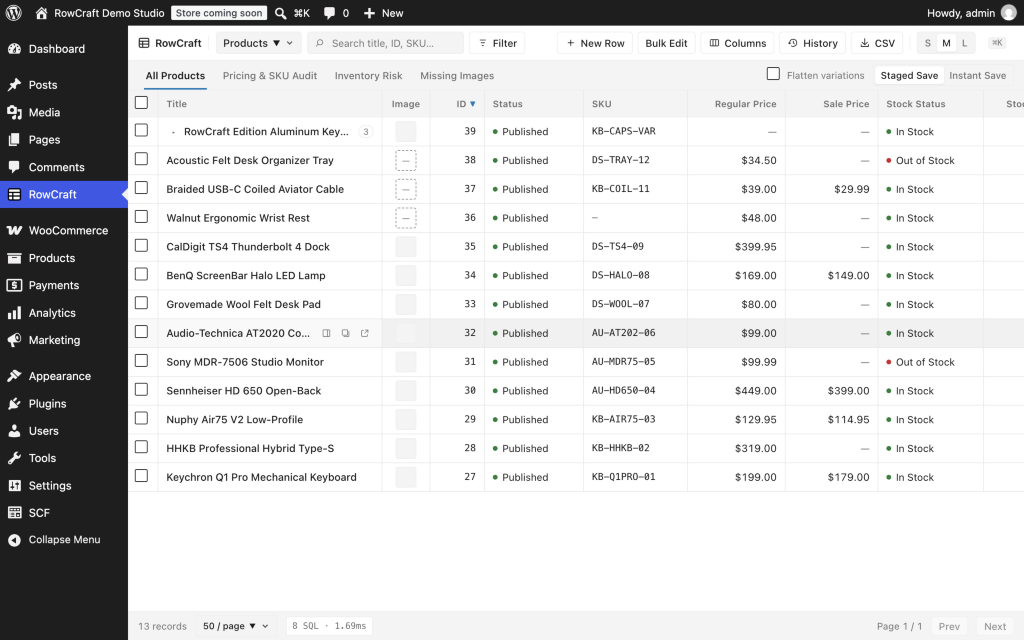 RowCraft Demo Studio Store coming soon ⌘K 0 + New Howdy, admin
Dashboard
Posts
Media
Pages
Comments
RowCraft
WooCommerce
Products
Payments
Analytics
Marketing
Appearance
Plugins
Users
Tools
Settings
SCF
Collapse Menu
RowCraft Products ▼ Search title, ID, SKU... Filter + New Row Bulk Edit Columns History CSV S M L ⌘K
All Products Pricing & SKU Audit Inventory Risk Missing Images Flatten variations Staged Save Instant Save
Title Image ID ▼ Status SKU Regular Price Sale Price Stock Status Stoc
RowCraft Edition Aluminum Key... 3 39 Published KB-CAPS-VAR — — In Stock
Acoustic Felt Desk Organizer Tray — 38 Published DS-TRAY-12 $34.50 — Out of Stock
Braided USB-C Coiled Aviator Cable — 37 Published KB-COIL-11 $39.00 $29.99 In Stock
Walnut Ergonomic Wrist Rest — 36 Published — $48.00 — In Stock
CalDigit TS4 Thunderbolt 4 Dock 35 Published DS-TS4-09 $399.95 — In Stock
BenQ ScreenBar Halo LED Lamp 34 Published DS-HALO-08 $169.00 $149.00 In Stock
Grovemade Wool Felt Desk Pad 33 Published DS-WOOL-07 $80.00 — In Stock
Audio-Technica AT2020 Co... 32 Published AU-AT202-06 $99.00 — In Stock
Sony MDR-7506 Studio Monitor 31 Published AU-MDR75-05 $99.99 — Out of Stock
Sennheiser HD 650 Open-Back 30 Published AU-HD650-04 $449.00 $399.00 In Stock
Nuphy Air75 V2 Low-Profile 29 Published KB-AIR75-03 $129.95 $114.95 In Stock
HHKB Professional Hybrid Type-S 28 Published KB-HHKB-02 $319.00 — In Stock
Keychron Q1 Pro Mechanical Keyboard 27 Published KB-Q1PRO-01 $199.00 $179.00 In Stock
13 records 50 / page ▼ 8 SQL · 1.69ms Page 1 / 1 Prev Next